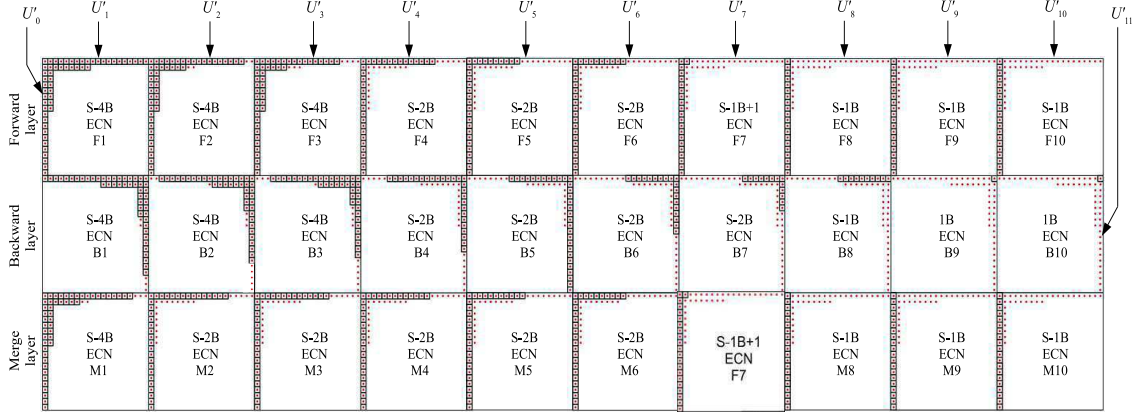 U'0 U'1 U'2 U'3 U'4 U'5 U'6 U'7 U'8 U'9 U'10 U'11
Forward layer
S-4B ECN F1
S-4B ECN F2
S-4B ECN F3
S-2B ECN F4
S-2B ECN F5
S-2B ECN F6
S-1B+1 ECN F7
S-1B ECN F8
S-1B ECN F9
S-1B ECN F10
Backward layer
S-4B ECN B1
S-4B ECN B2
S-4B ECN B3
S-2B ECN B4
S-2B ECN B5
S-2B ECN B6
S-2B ECN B7
S-1B ECN B8
1B ECN B9
1B ECN B10
Merge layer
S-4B ECN M1
S-2B ECN M2
S-2B ECN M3
S-2B ECN M4
S-2B ECN M5
S-2B ECN M6
S-1B+1 ECN F7
S-1B ECN M8
S-1B ECN M9
S-1B ECN M10